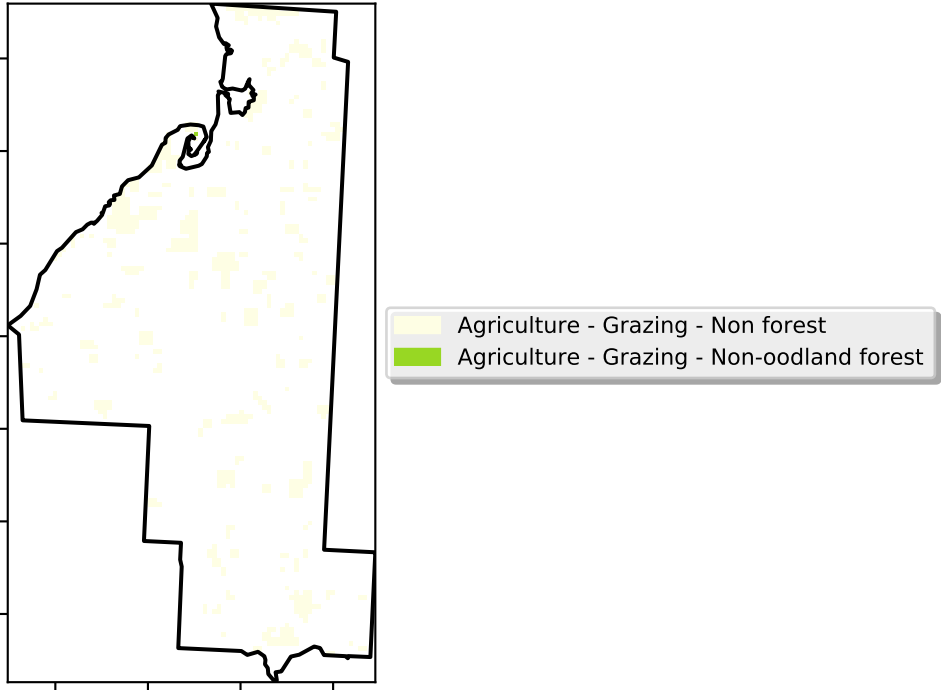 Agriculture - Grazing - Non forest
Agriculture - Grazing - Non-oodland forest